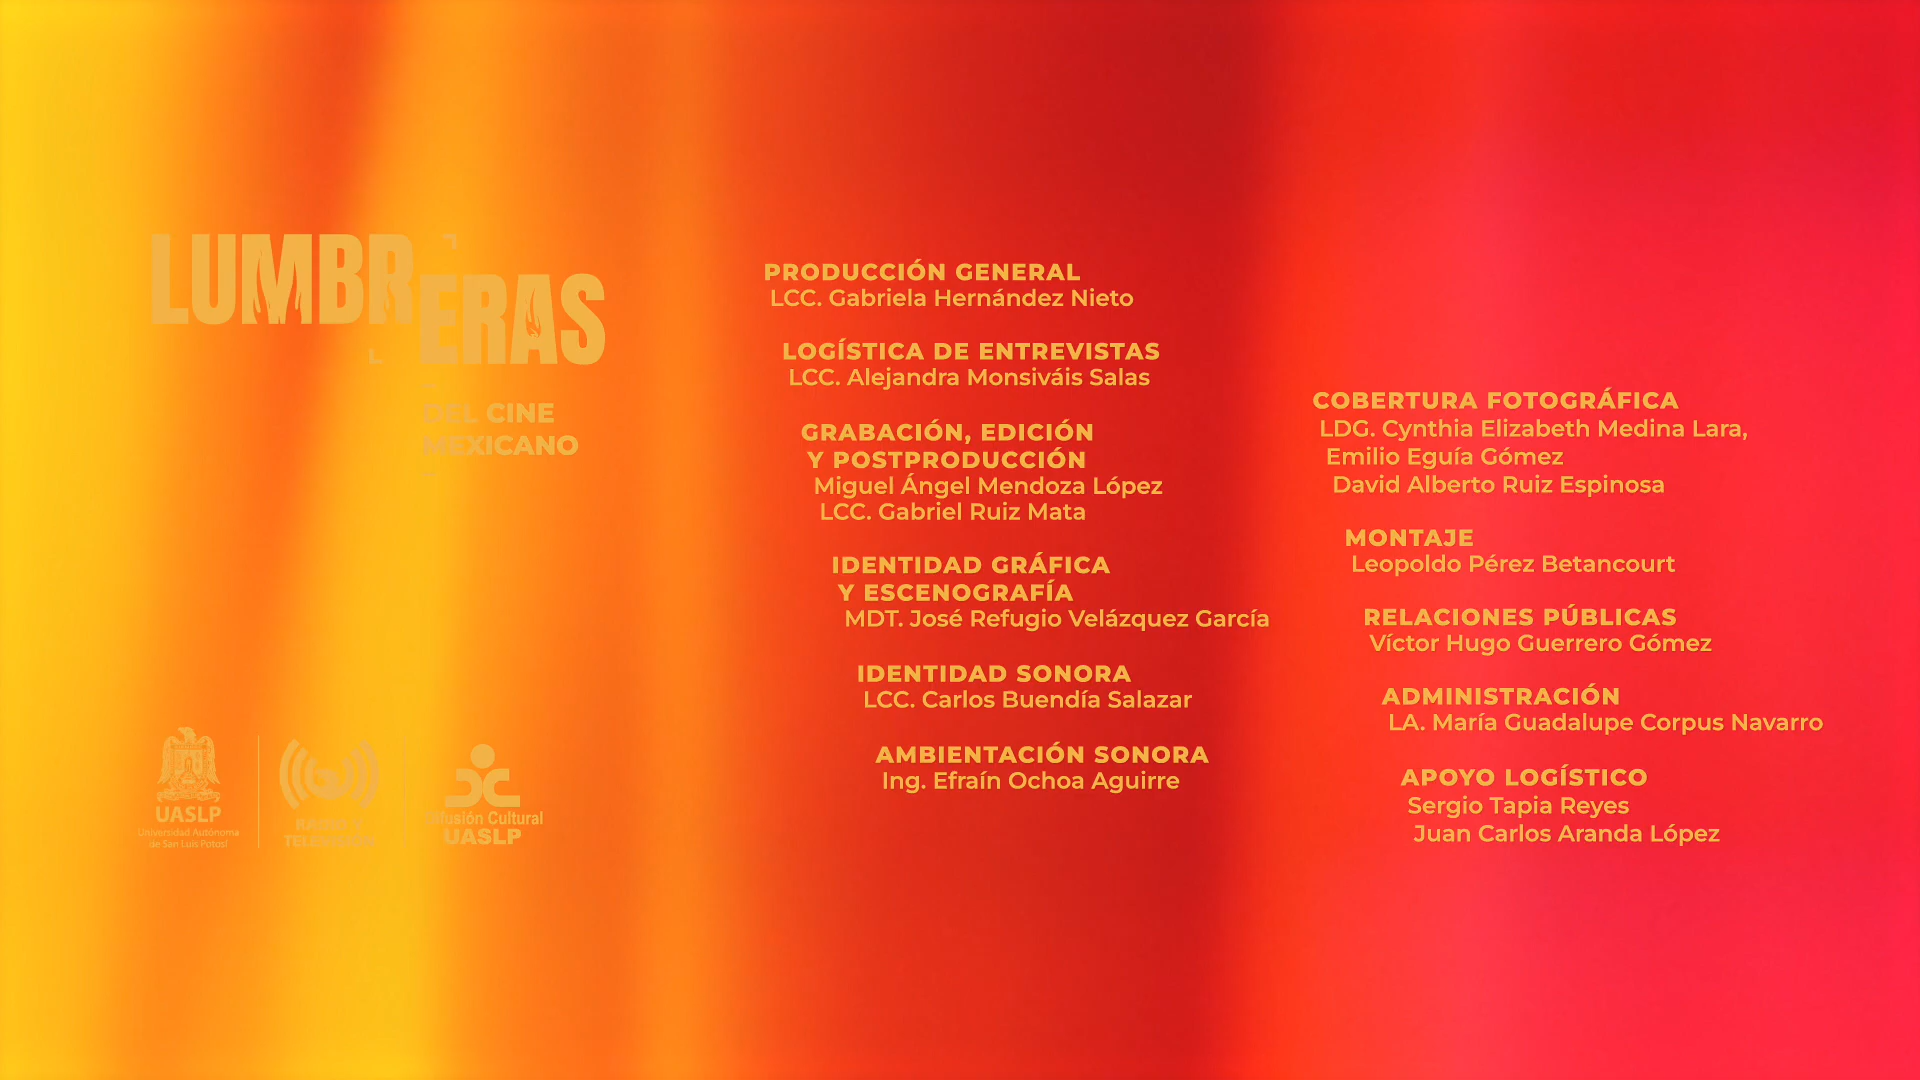 LUMBRERAS
DEL CINE
MEXICANO
UASLP
Universidad Autónoma
de San Luis Potosí
RADIO Y
TELEVISIÓN
Difusión Cultural
UASLP
PRODUCCIÓN GENERAL
LCC. Gabriela Hernández Nieto
LOGÍSTICA DE ENTREVISTAS
LCC. Alejandra Monsiváis Salas
GRABACIÓN, EDICIÓN
Y POSTPRODUCCIÓN
Miguel Ángel Mendoza López
LCC. Gabriel Ruiz Mata
IDENTIDAD GRÁFICA
Y ESCENOGRAFÍA
MDT. José Refugio Velázquez García
IDENTIDAD SONORA
LCC. Carlos Buendía Salazar
AMBIENTACIÓN SONORA
Ing. Efraín Ochoa Aguirre
COBERTURA FOTOGRÁFICA
LDG. Cynthia Elizabeth Medina Lara,
Emilio Eguía Gómez
David Alberto Ruiz Espinosa
MONTAJE
Leopoldo Pérez Betancourt
RELACIONES PÚBLICAS
Víctor Hugo Guerrero Gómez
ADMINISTRACIÓN
LA. María Guadalupe Corpus Navarro
APOYO LOGÍSTICO
Sergio Tapia Reyes
Juan Carlos Aranda López